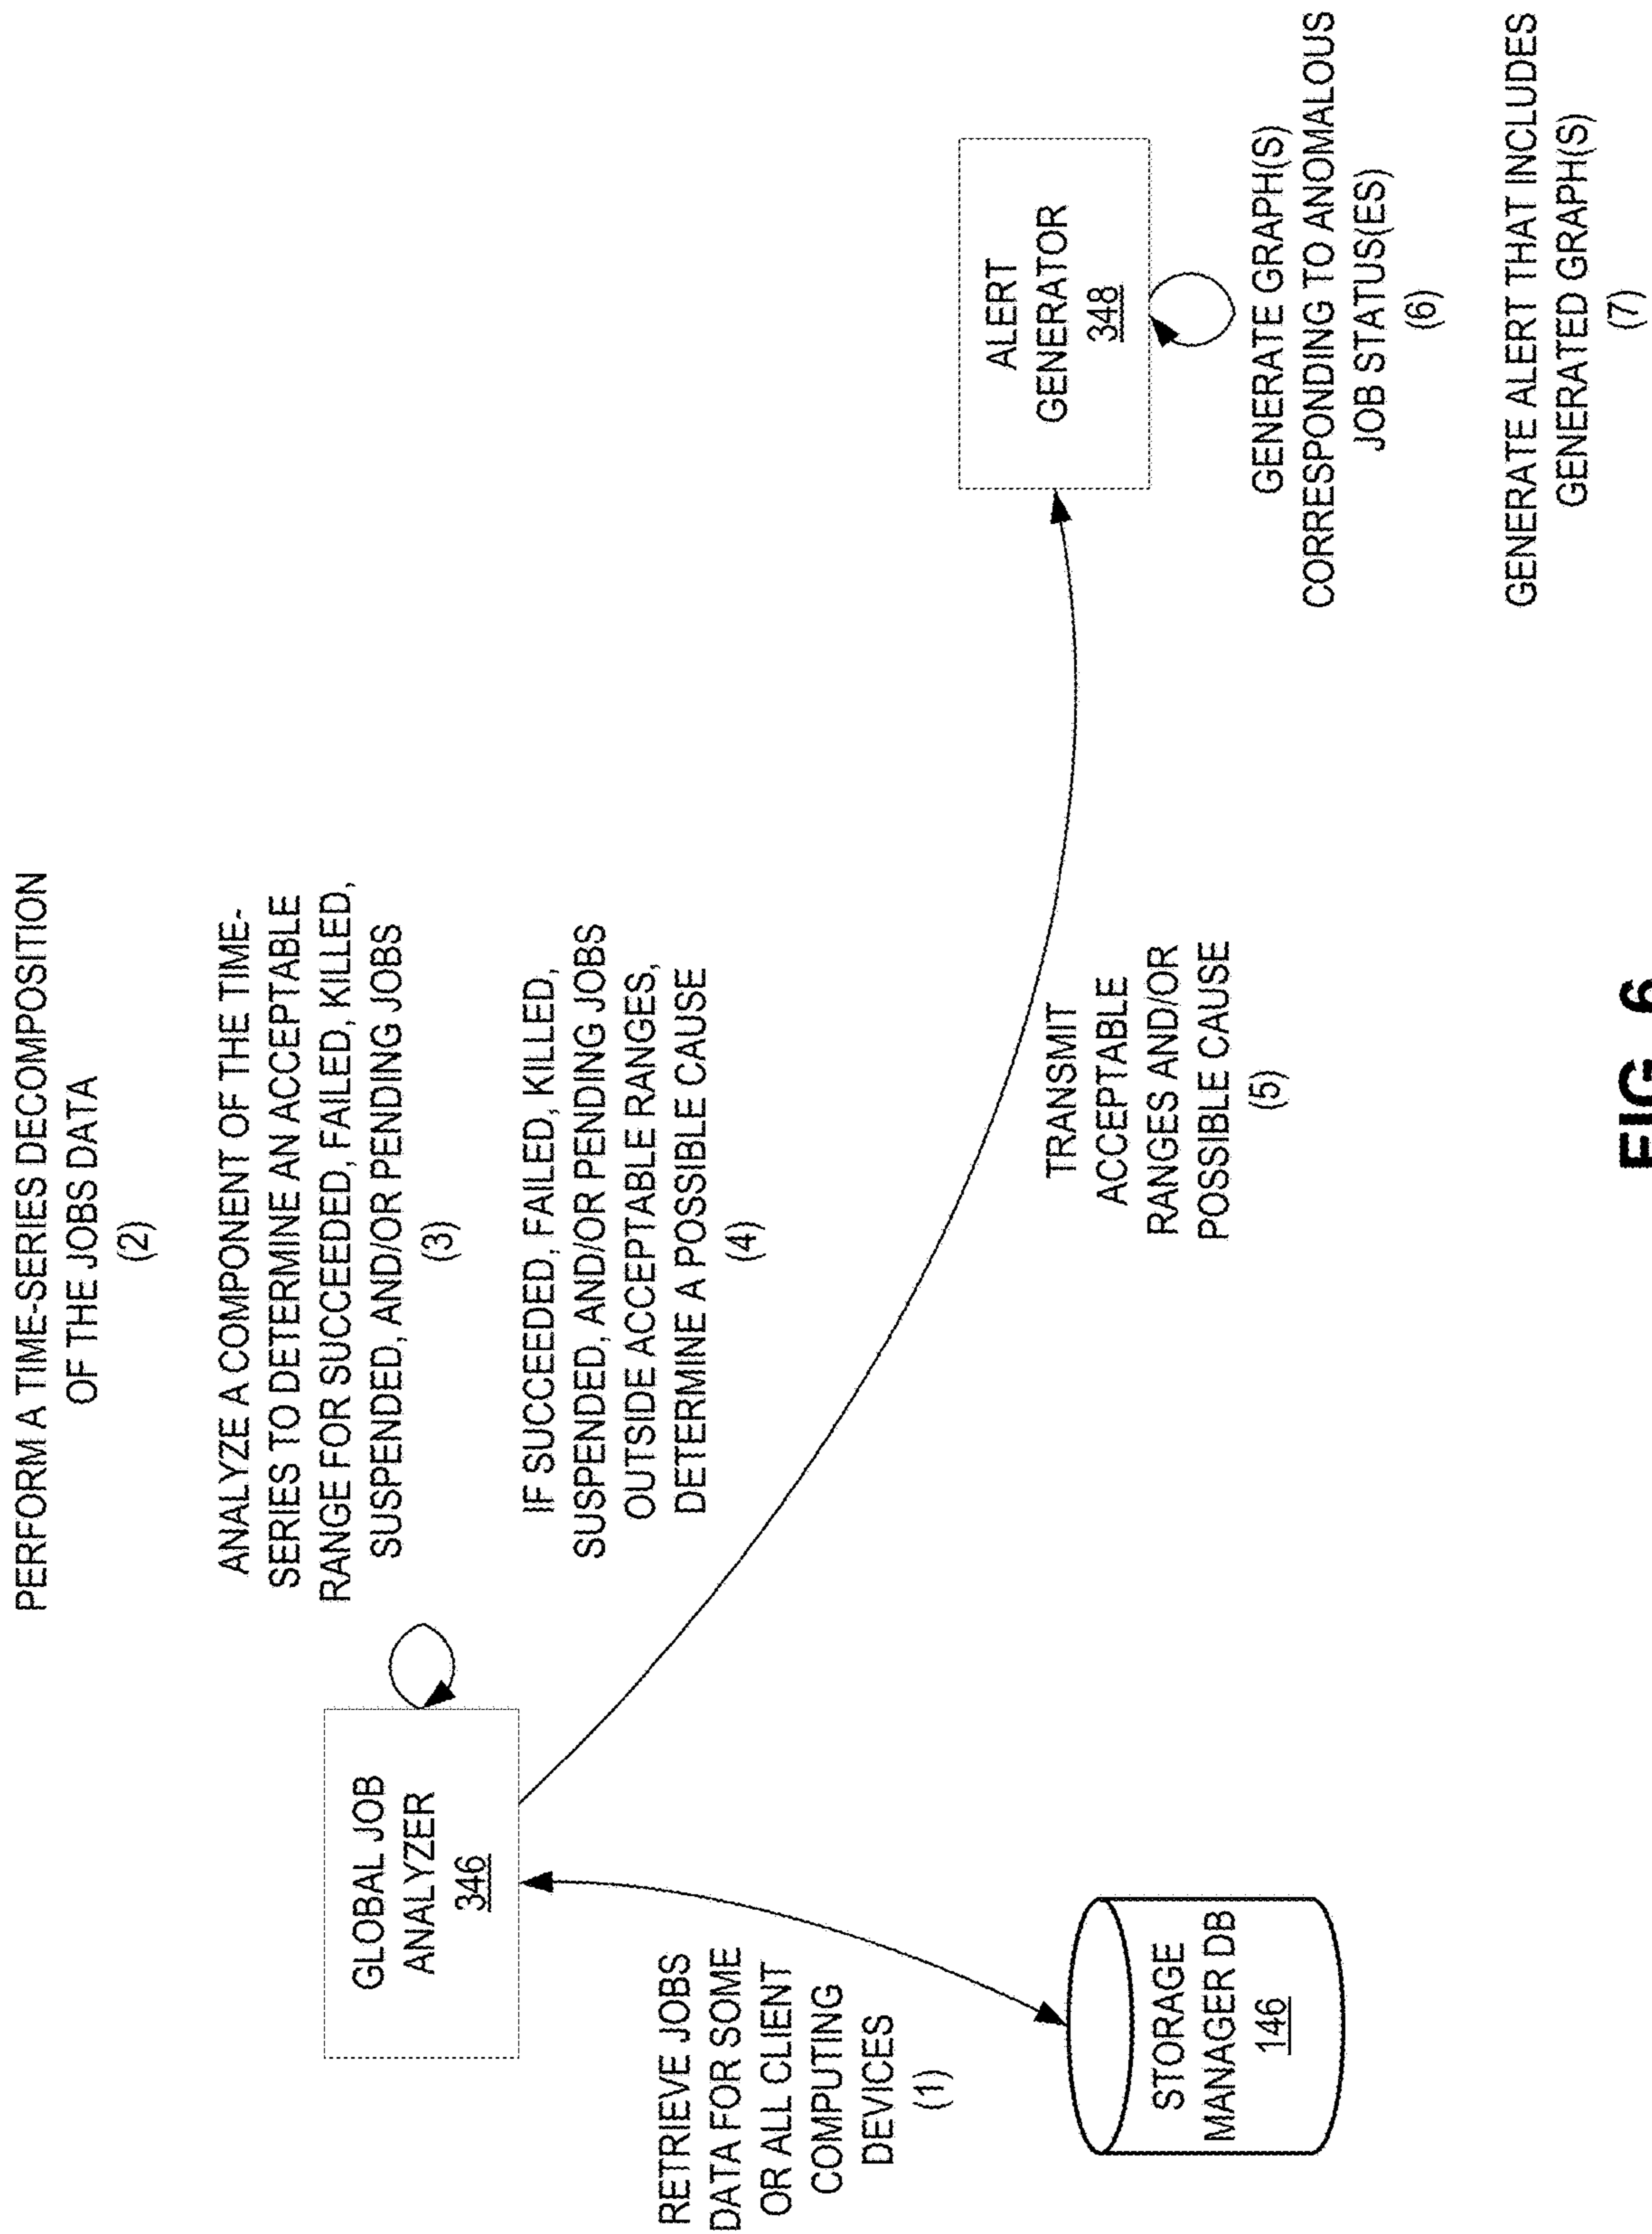 PERFORM A TIME-SERIES DECOMPOSITION
OF THE JOBS DATA
(2)
ANALYZE A COMPONENT OF THE TIME-
SERIES TO DETERMINE AN ACCEPTABLE
RANGE FOR SUCCEEDED, FAILED, KILLED,
SUSPENDED, AND/OR PENDING JOBS
(3)
IF SUCCEEDED, FAILED, KILLED,
SUSPENDED, AND/OR PENDING JOBS
OUTSIDE ACCEPTABLE RANGES,
DETERMINE A POSSIBLE CAUSE
(4)
GLOBAL JOB
ANALYZER
346
RETRIEVE JOBS
DATA FOR SOME
OR ALL CLIENT
COMPUTING
DEVICES
(1)
STORAGE
MANAGER DB
146
TRANSMIT
ACCEPTABLE
RANGES AND/OR
POSSIBLE CAUSE
(5)
ALERT
GENERATOR
348
GENERATE GRAPH(S)
CORRESPONDING TO ANOMALOUS
JOB STATUS(ES)
(6)
GENERATE ALERT THAT INCLUDES
GENERATED GRAPH(S)
(7)
FIG. 6